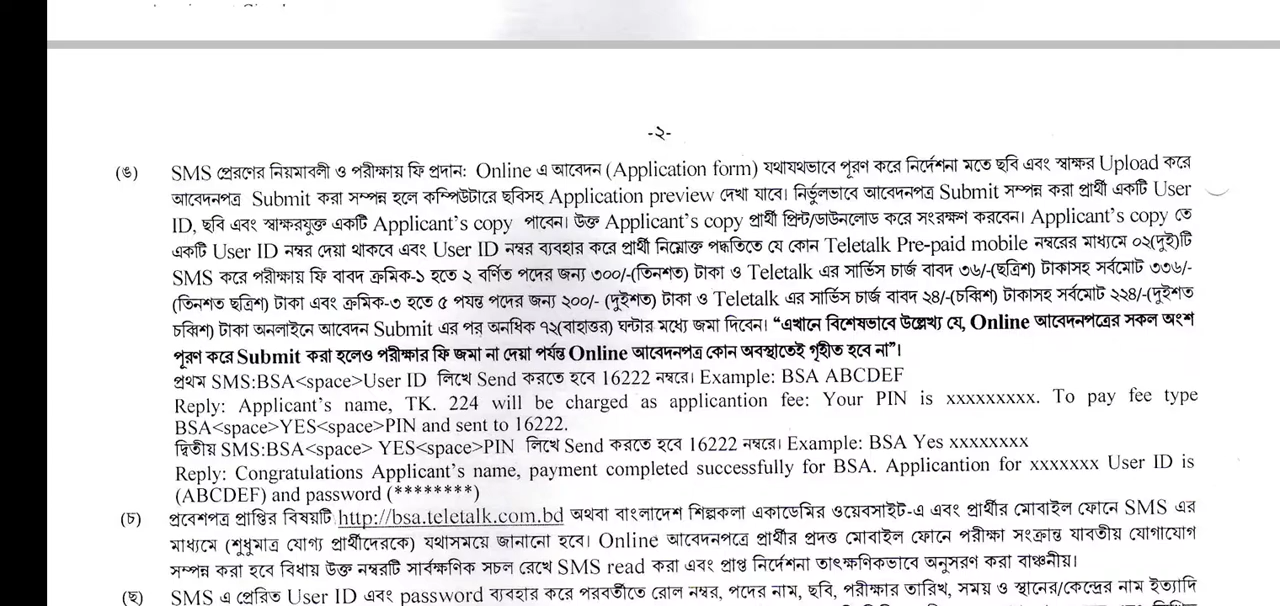 -২-
(ঙ) SMS প্রেরণের নিয়মাবলী ও পরীক্ষায় ফি প্রদান: Online এ আবেদন (Application form) যথাযথভাবে পূরণ করে নির্দেশনা মতে ছবি এবং স্বাক্ষর Upload করে
আবেদনপত্র Submit করা সম্পন্ন হলে কম্পিউটারে ছবিসহ Application preview দেখা যাবে। নির্ভুলভাবে আবেদনপত্র Submit সম্পন্ন করা প্রার্থী একটি User
ID, ছবি এবং স্বাক্ষরযুক্ত একটি Applicant's copy পাবেন। উক্ত Applicant's copy প্রার্থী প্রিন্ট/ডাউনলোড করে সংরক্ষণ করবেন। Applicant's copy তে
একটি User ID নম্বর দেয়া থাকবে এবং User ID নম্বর ব্যবহার করে প্রার্থী নিম্নোক্ত পদ্ধতিতে যে কোন Teletalk Pre-paid mobile নম্বরের মাধ্যমে ০২(দুই)টি
SMS করে পরীক্ষায় ফি বাবদ ক্রমিক-১ হতে ২ বর্ণিত পদের জন্য ৩০০/-(তিনশত) টাকা ও Teletalk এর সার্ভিস চার্জ বাবদ ৩৬/-(ছত্রিশ) টাকাসহ সর্বমোট ৩৩৬/-
(তিনশত ছত্রিশ) টাকা এবং ক্রমিক-৩ হতে ৫ পযন্ত পদের জন্য ২০০/- (দুইশত) টাকা ও Teletalk এর সার্ভিস চার্জ বাবদ ২৪/-(চব্বিশ) টাকাসহ সর্বমোট ২২৪/-(দুইশত
চব্বিশ) টাকা অনলাইনে আবেদন Submit এর পর অনধিক ৭২(বাহাত্তর) ঘন্টার মধ্যে জমা দিবেন। “এখানে বিশেষভাবে উল্লেখ্য যে, Online আবেদনপত্রের সকল অংশ
পূরণ করে Submit করা হলেও পরীক্ষার ফি জমা না দেয়া পর্যন্ত Online আবেদনপত্র কোন অবস্থাতেই গৃহীত হবে না”।
প্রথম SMS:BSA<space>User ID লিখে Send করতে হবে 16222 নম্বরে। Example: BSA ABCDEF
Reply: Applicant's name, TK. 224 will be charged as applicantion fee: Your PIN is xxxxxxxxx. To pay fee type
BSA<space>YES<space>PIN and sent to 16222.
দ্বিতীয় SMS:BSA<space> YES<space>PIN লিখে Send করতে হবে 16222 নম্বরে। Example: BSA Yes xxxxxxxx
Reply: Congratulations Applicant's name, payment completed successfully for BSA. Applicantion for xxxxxxx User ID is
(ABCDEF) and password (********)
(চ) প্রবেশপত্র প্রাপ্তির বিষয়টি http://bsa.teletalk.com.bd অথবা বাংলাদেশ শিল্পকলা একাডেমির ওয়েবসাইট-এ এবং প্রার্থীর মোবাইল ফোনে SMS এর
মাধ্যমে (শুধুমাত্র যোগ্য প্রার্থীদেরকে) যথাসময়ে জানানো হবে। Online আবেদনপত্রে প্রার্থীর প্রদত্ত মোবাইল ফোনে পরীক্ষা সংক্রান্ত যাবতীয় যোগাযোগ
সম্পন্ন করা হবে বিধায় উক্ত নম্বরটি সার্বক্ষণিক সচল রেখে SMS read করা এবং প্রাপ্ত নির্দেশনা তাৎক্ষণিকভাবে অনুসরণ করা বাঞ্চনীয়।
(ছ) SMS এ প্রেরিত User ID এবং password ব্যবহার করে পরবর্তীতে রোল নম্বর, পদের নাম, ছবি, পরীক্ষার তারিখ, সময় ও স্থানের/কেন্দ্রের নাম ইত্যাদি